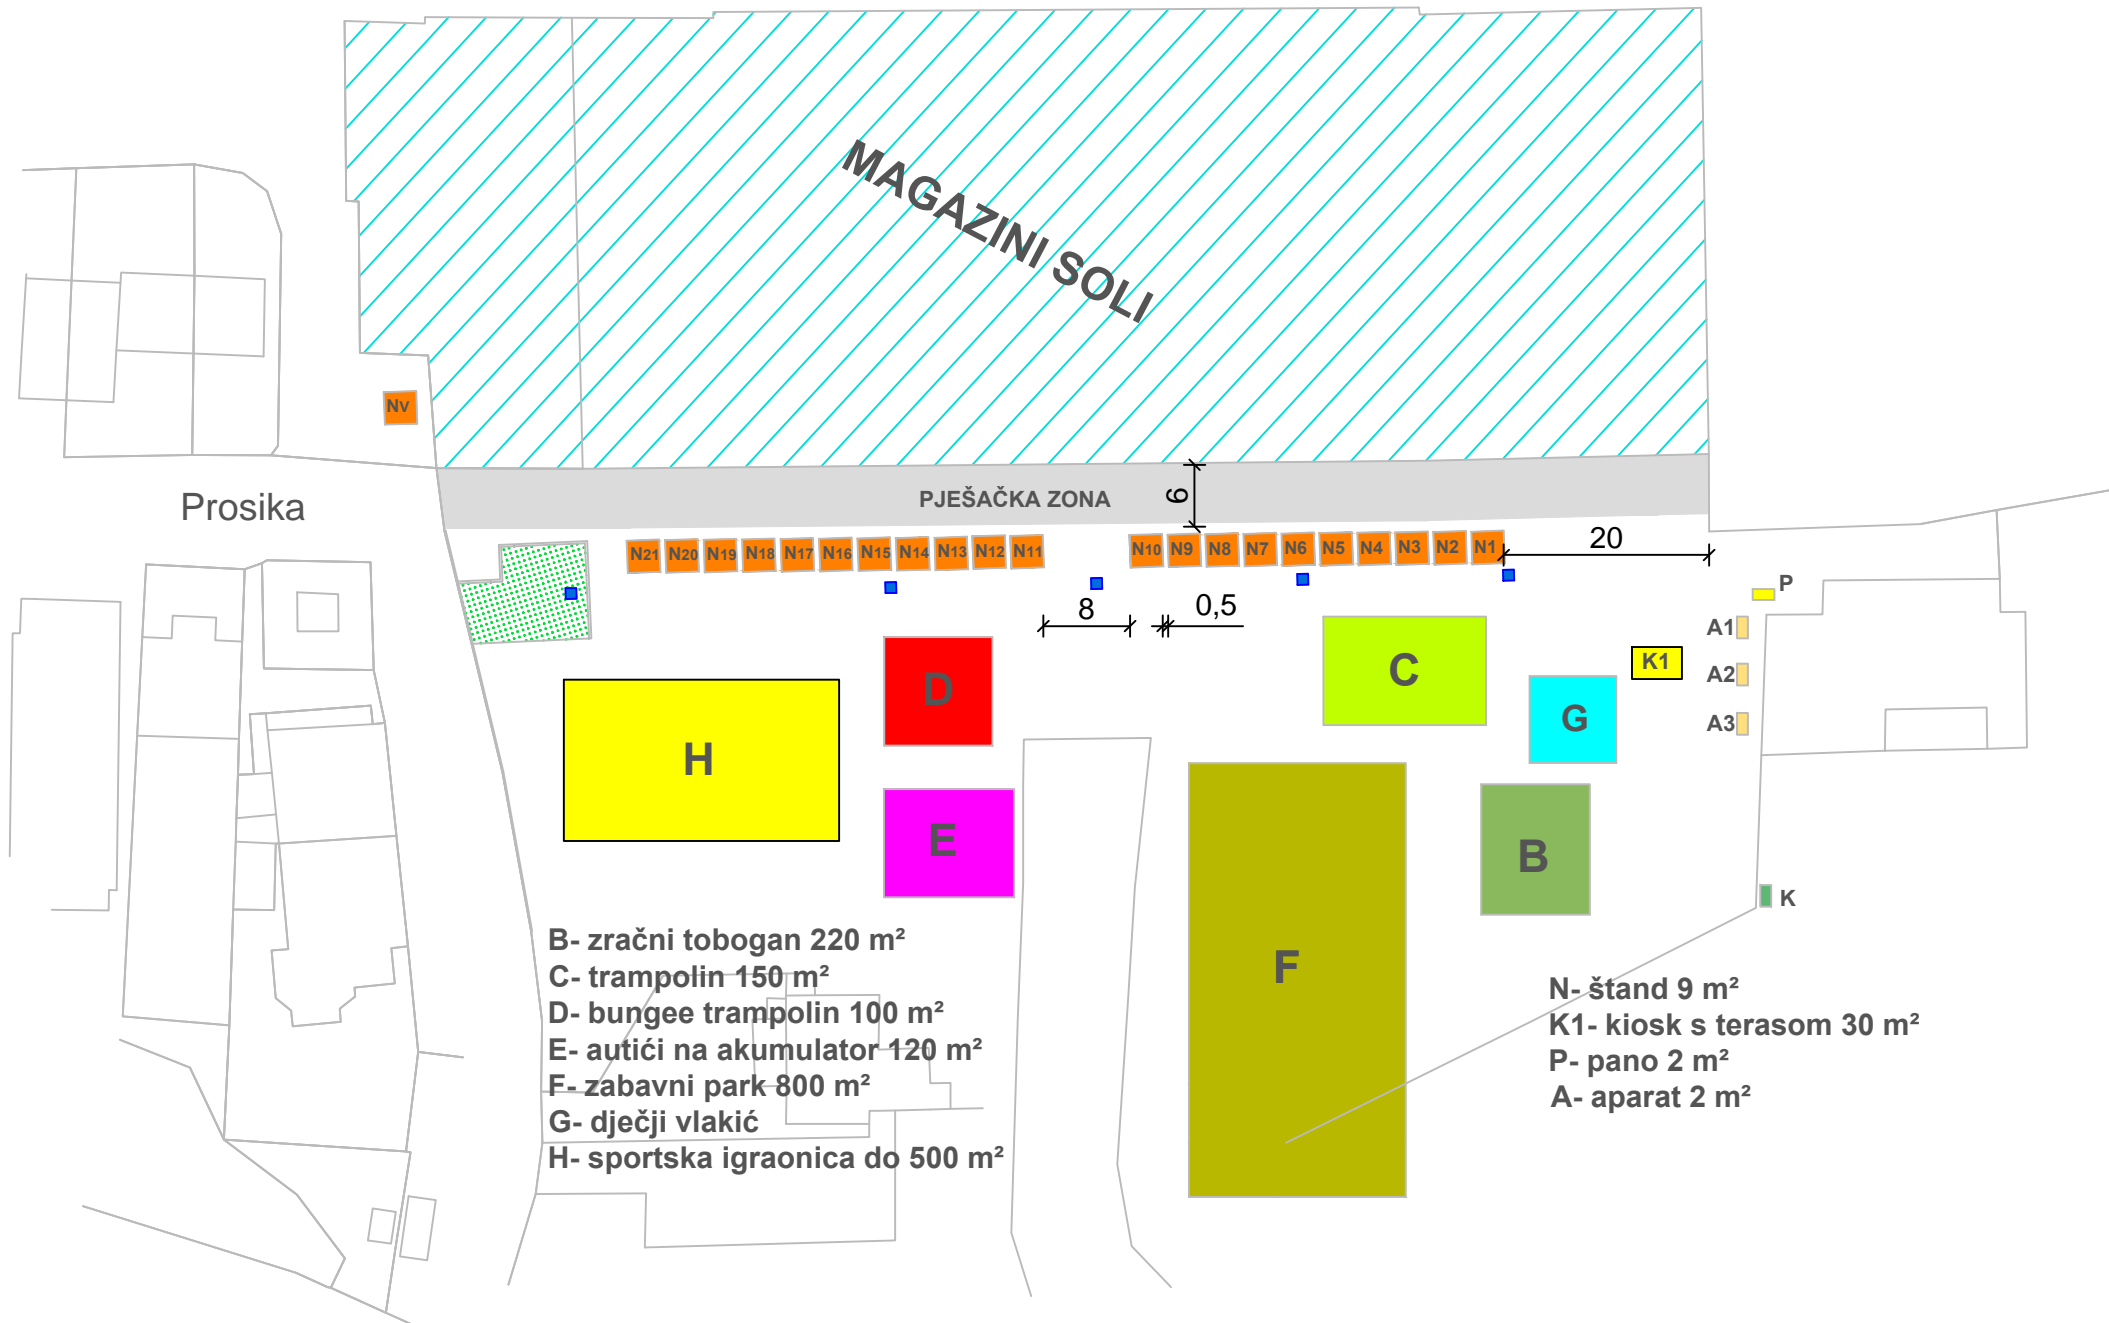 MAGAZINI SOLI
NV
Prosika
PJEŠAČKA ZONA
6
N21 N20 N19 N18 N17 N16 N15 N14 N13 N12 N11 N10 N9 N8 N7 N6 N5 N4 N3 N2 N1
20
8
0,5
P
A1
A2
A3
K1
C
D
G
H
E
B
K
F
B- zračni tobogan 220 m²
C- trampolin 150 m²
D- bungee trampolin 100 m²
E- autići na akumulator 120 m²
F- zabavni park 800 m²
G- dječji vlakić
H- sportska igraonica do 500 m²
N- štand 9 m²
K1- kiosk s terasom 30 m²
P- pano 2 m²
A- aparat 2 m²